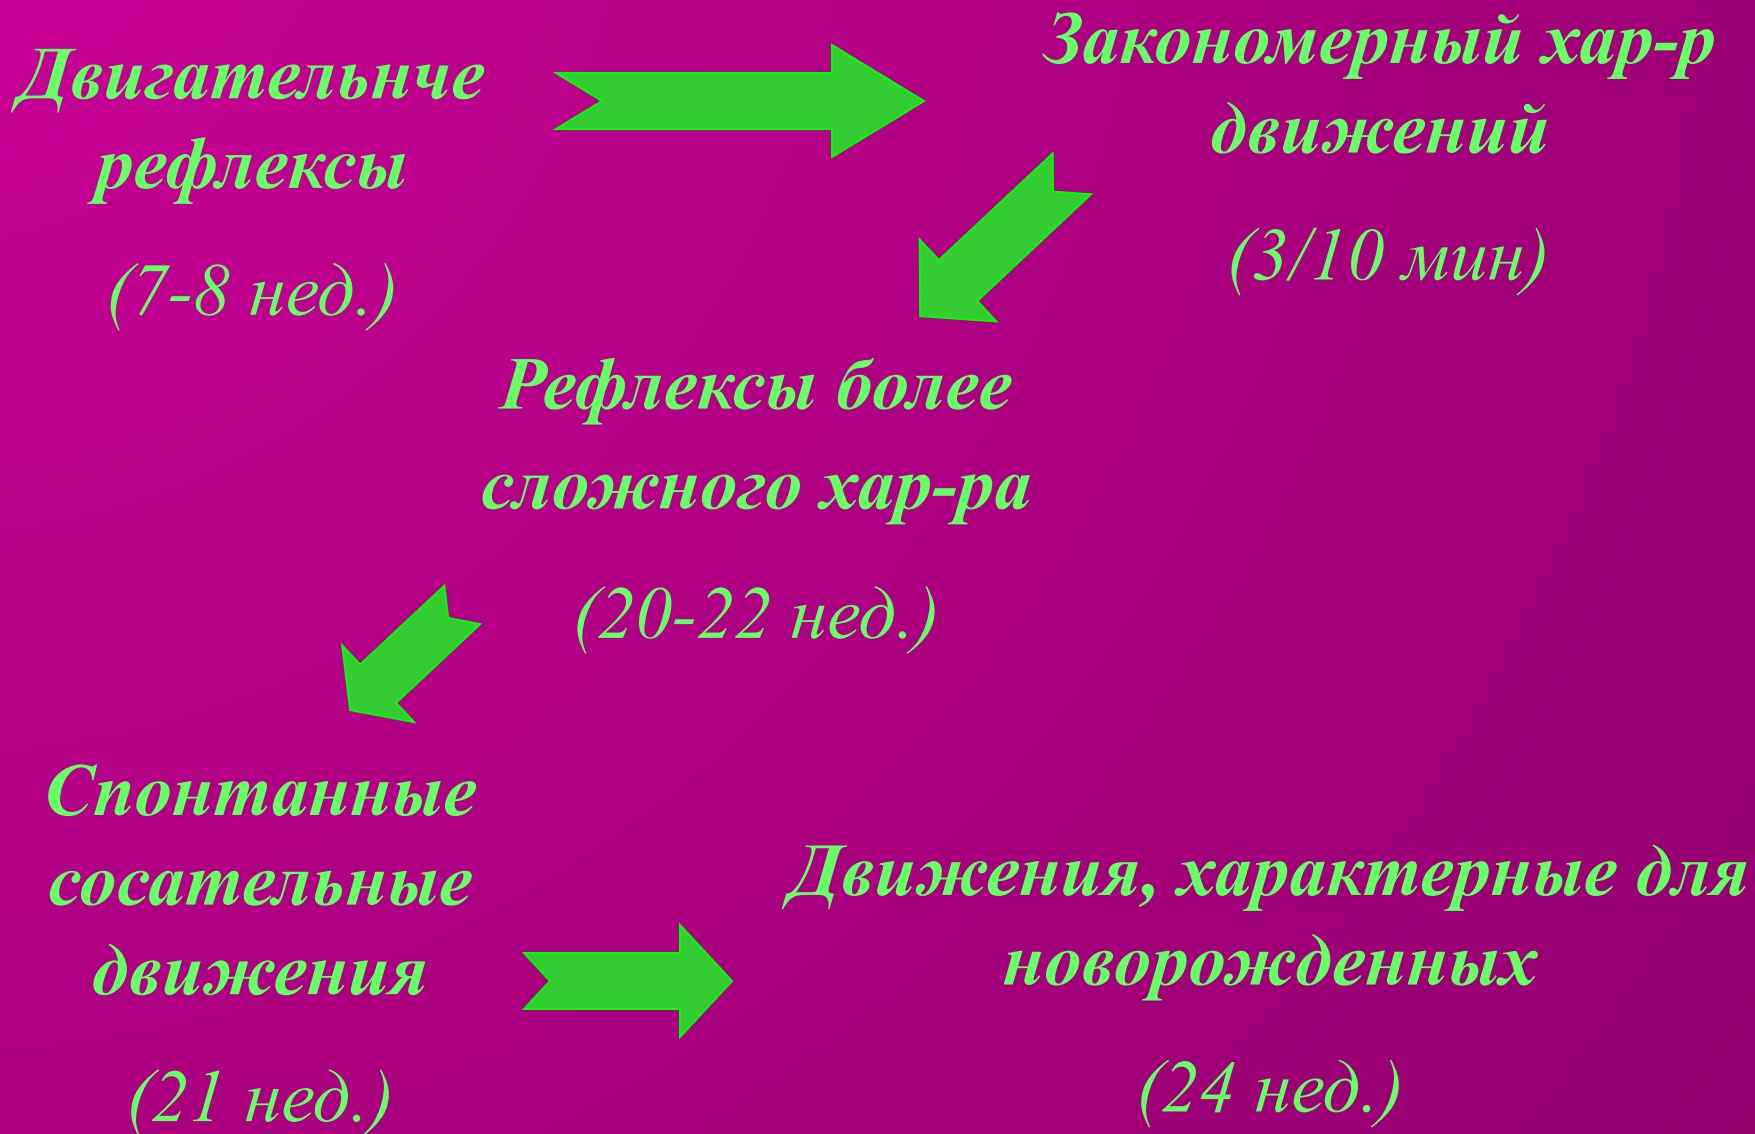 Двигательнче
рефлексы
(7-8 нед.)
Закономерный хар-р
движений
(3/10 мин)
Рефлексы более
сложного хар-ра
(20-22 нед.)
Спонтанные
сосательные
движения
(21 нед.)
Движения, характерные для
новорожденных
(24 нед.)